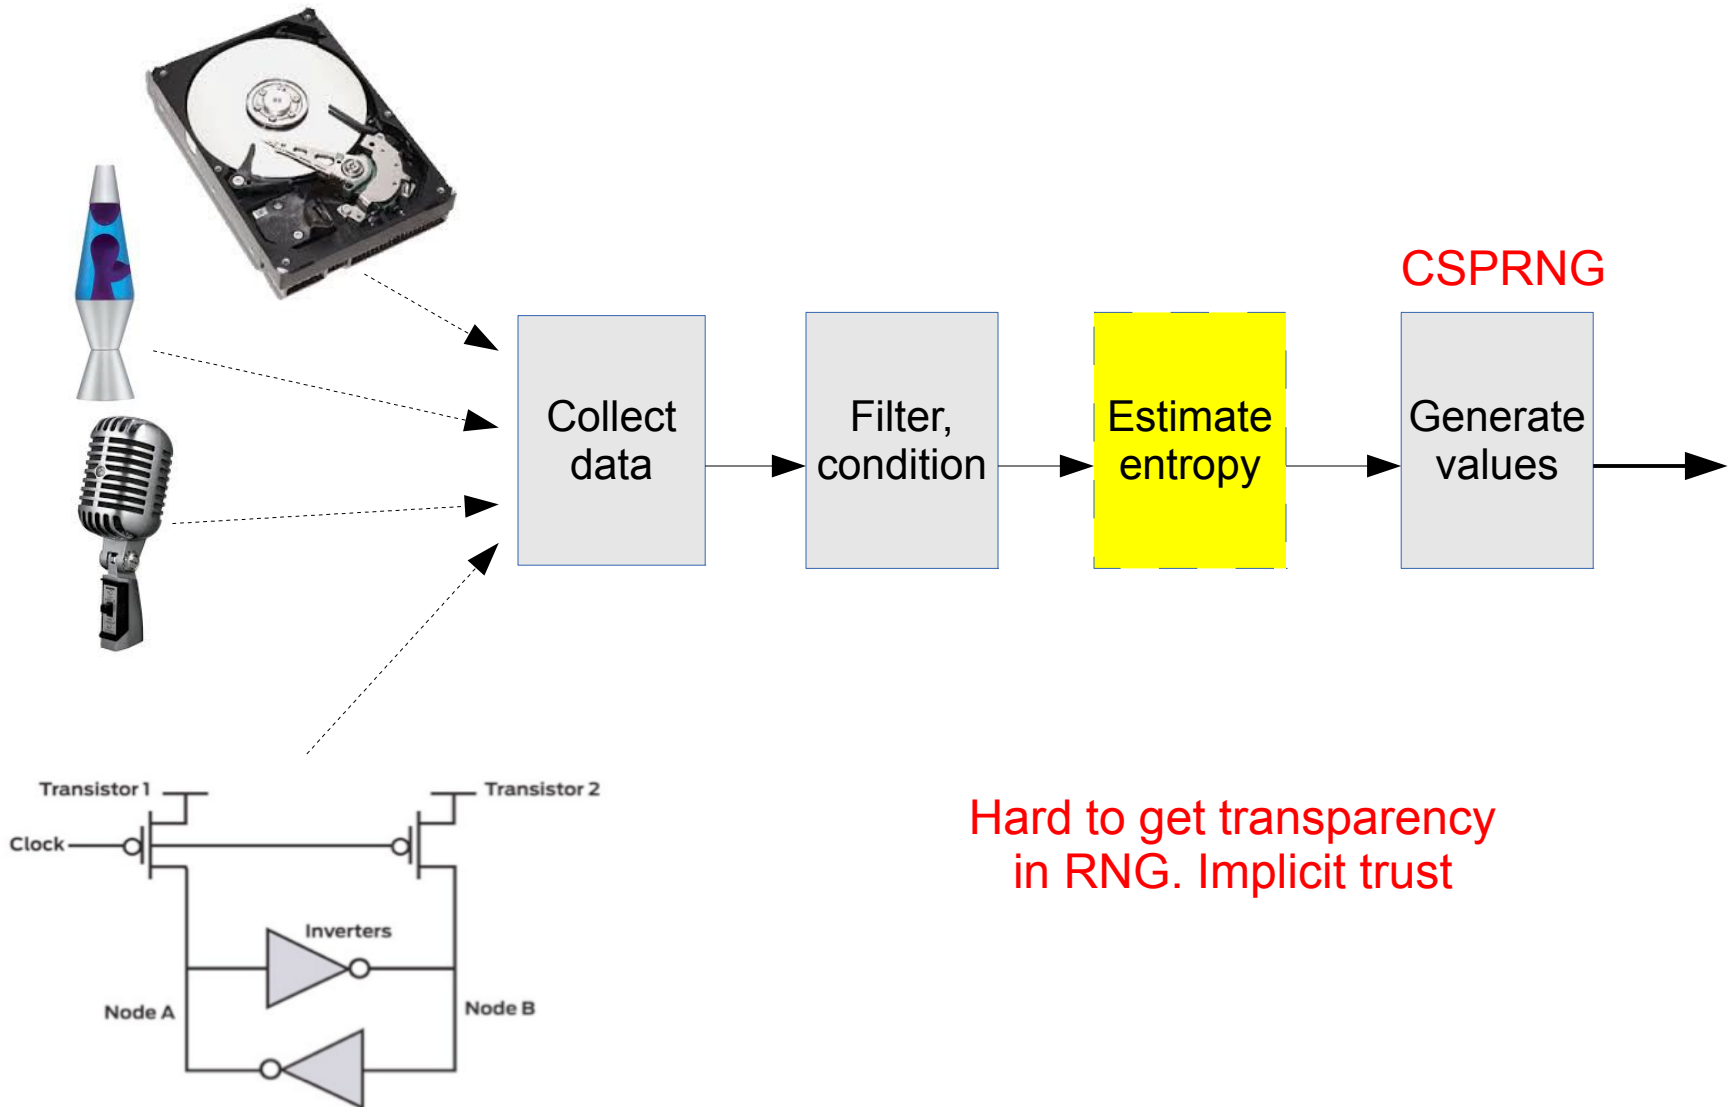 CSPRNG
Collect
data
Filter,
condition
Estimate
entropy
Generate
values
Transistor 1
Transistor 2
Clock
Inverters
Node A
Node B
Hard to get transparency
in RNG. Implicit trust